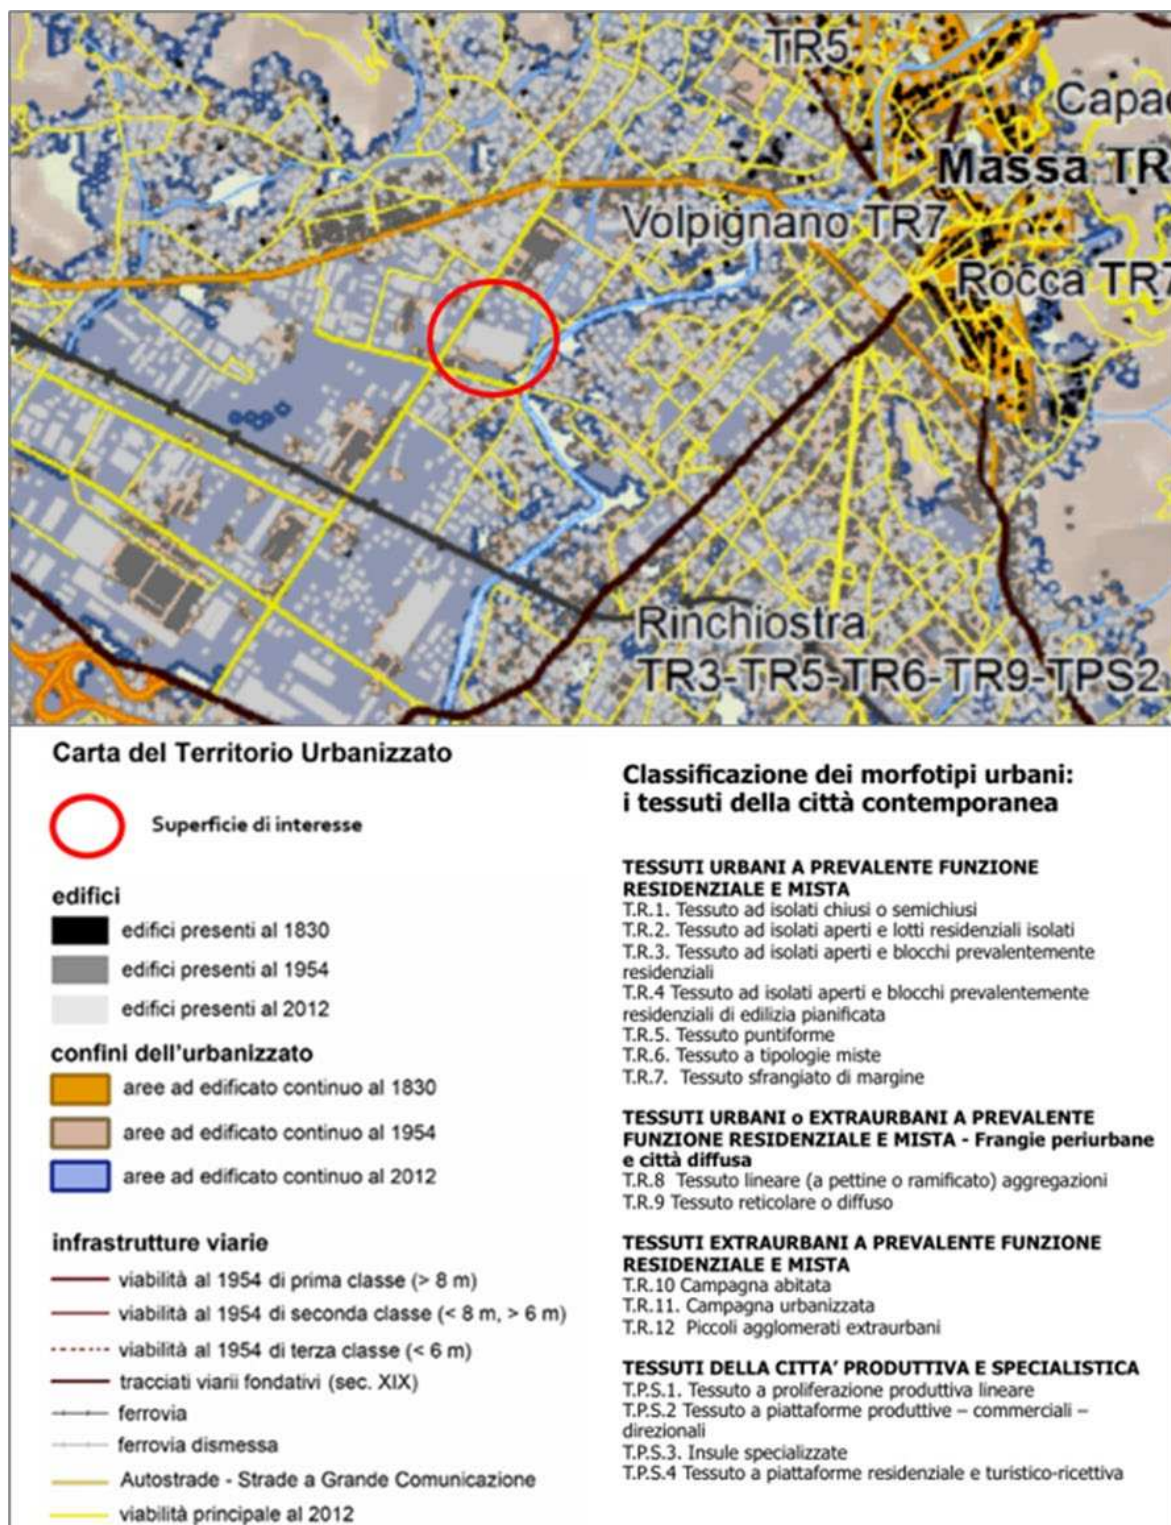 TR5
Capac
Massa TR
Volpignano TR7
Rocca TR7
Rinchiostra
TR3-TR5-TR6-TR9-TPS2
Carta del Territorio Urbanizzato
Superficie di interesse
edifici
edifici presenti al 1830
edifici presenti al 1954
edifici presenti al 2012
confini dell'urbanizzato
aree ad edificato continuo al 1830
aree ad edificato continuo al 1954
aree ad edificato continuo al 2012
infrastrutture viarie
viabilità al 1954 di prima classe (> 8 m)
viabilità al 1954 di seconda classe (< 8 m, > 6 m)
viabilità al 1954 di terza classe (< 6 m)
tracciati viarii fondativi (sec. XIX)
ferrovia
ferrovia dismessa
Autostrade - Strade a Grande Comunicazione
viabilità principale al 2012
Classificazione dei morfotipi urbani:
i tessuti della città contemporanea
TESSUTI URBANI A PREVALENTE FUNZIONE
RESIDENZIALE E MISTA
T.R.1. Tessuto ad isolati chiusi o semichiusi
T.R.2. Tessuto ad isolati aperti e lotti residenziali isolati
T.R.3. Tessuto ad isolati aperti e blocchi prevalentemente
residenziali
T.R.4 Tessuto ad isolati aperti e blocchi prevalentemente
residenziali di edilizia pianificata
T.R.5. Tessuto puntiforme
T.R.6. Tessuto a tipologie miste
T.R.7. Tessuto sfrangiato di margine
TESSUTI URBANI o EXTRAURBANI A PREVALENTE
FUNZIONE RESIDENZIALE E MISTA - Frangie periurbane
e città diffusa
T.R.8 Tessuto lineare (a pettine o ramificato) aggregazioni
T.R.9 Tessuto reticolare o diffuso
TESSUTI EXTRAURBANI A PREVALENTE FUNZIONE
RESIDENZIALE E MISTA
T.R.10 Campagna abitata
T.R.11. Campagna urbanizzata
T.R.12 Piccoli agglomerati extraurbani
TESSUTI DELLA CITTA' PRODUTTIVA E SPECIALISTICA
T.P.S.1. Tessuto a proliferazione produttiva lineare
T.P.S.2 Tessuto a piattaforme produttive – commerciali –
direzionali
T.P.S.3. Insule specializzate
T.P.S.4 Tessuto a piattaforme residenziale e turistico-ricettiva